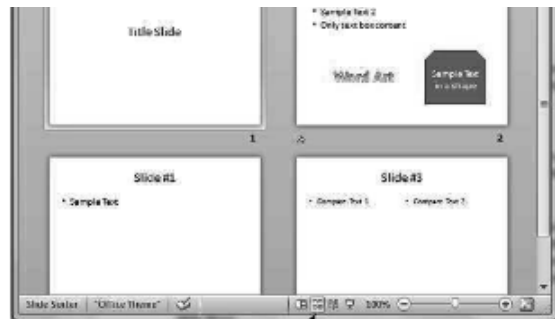 Title Slide
• Sample Text 2
• Only text box content
Word Art
Sample Text
in a Shape
1
2
Slide #1
• Sample Text
Slide #3
• Compare Text 1
• Compare Text 2
Slide Sorter
"Office Theme"
100%